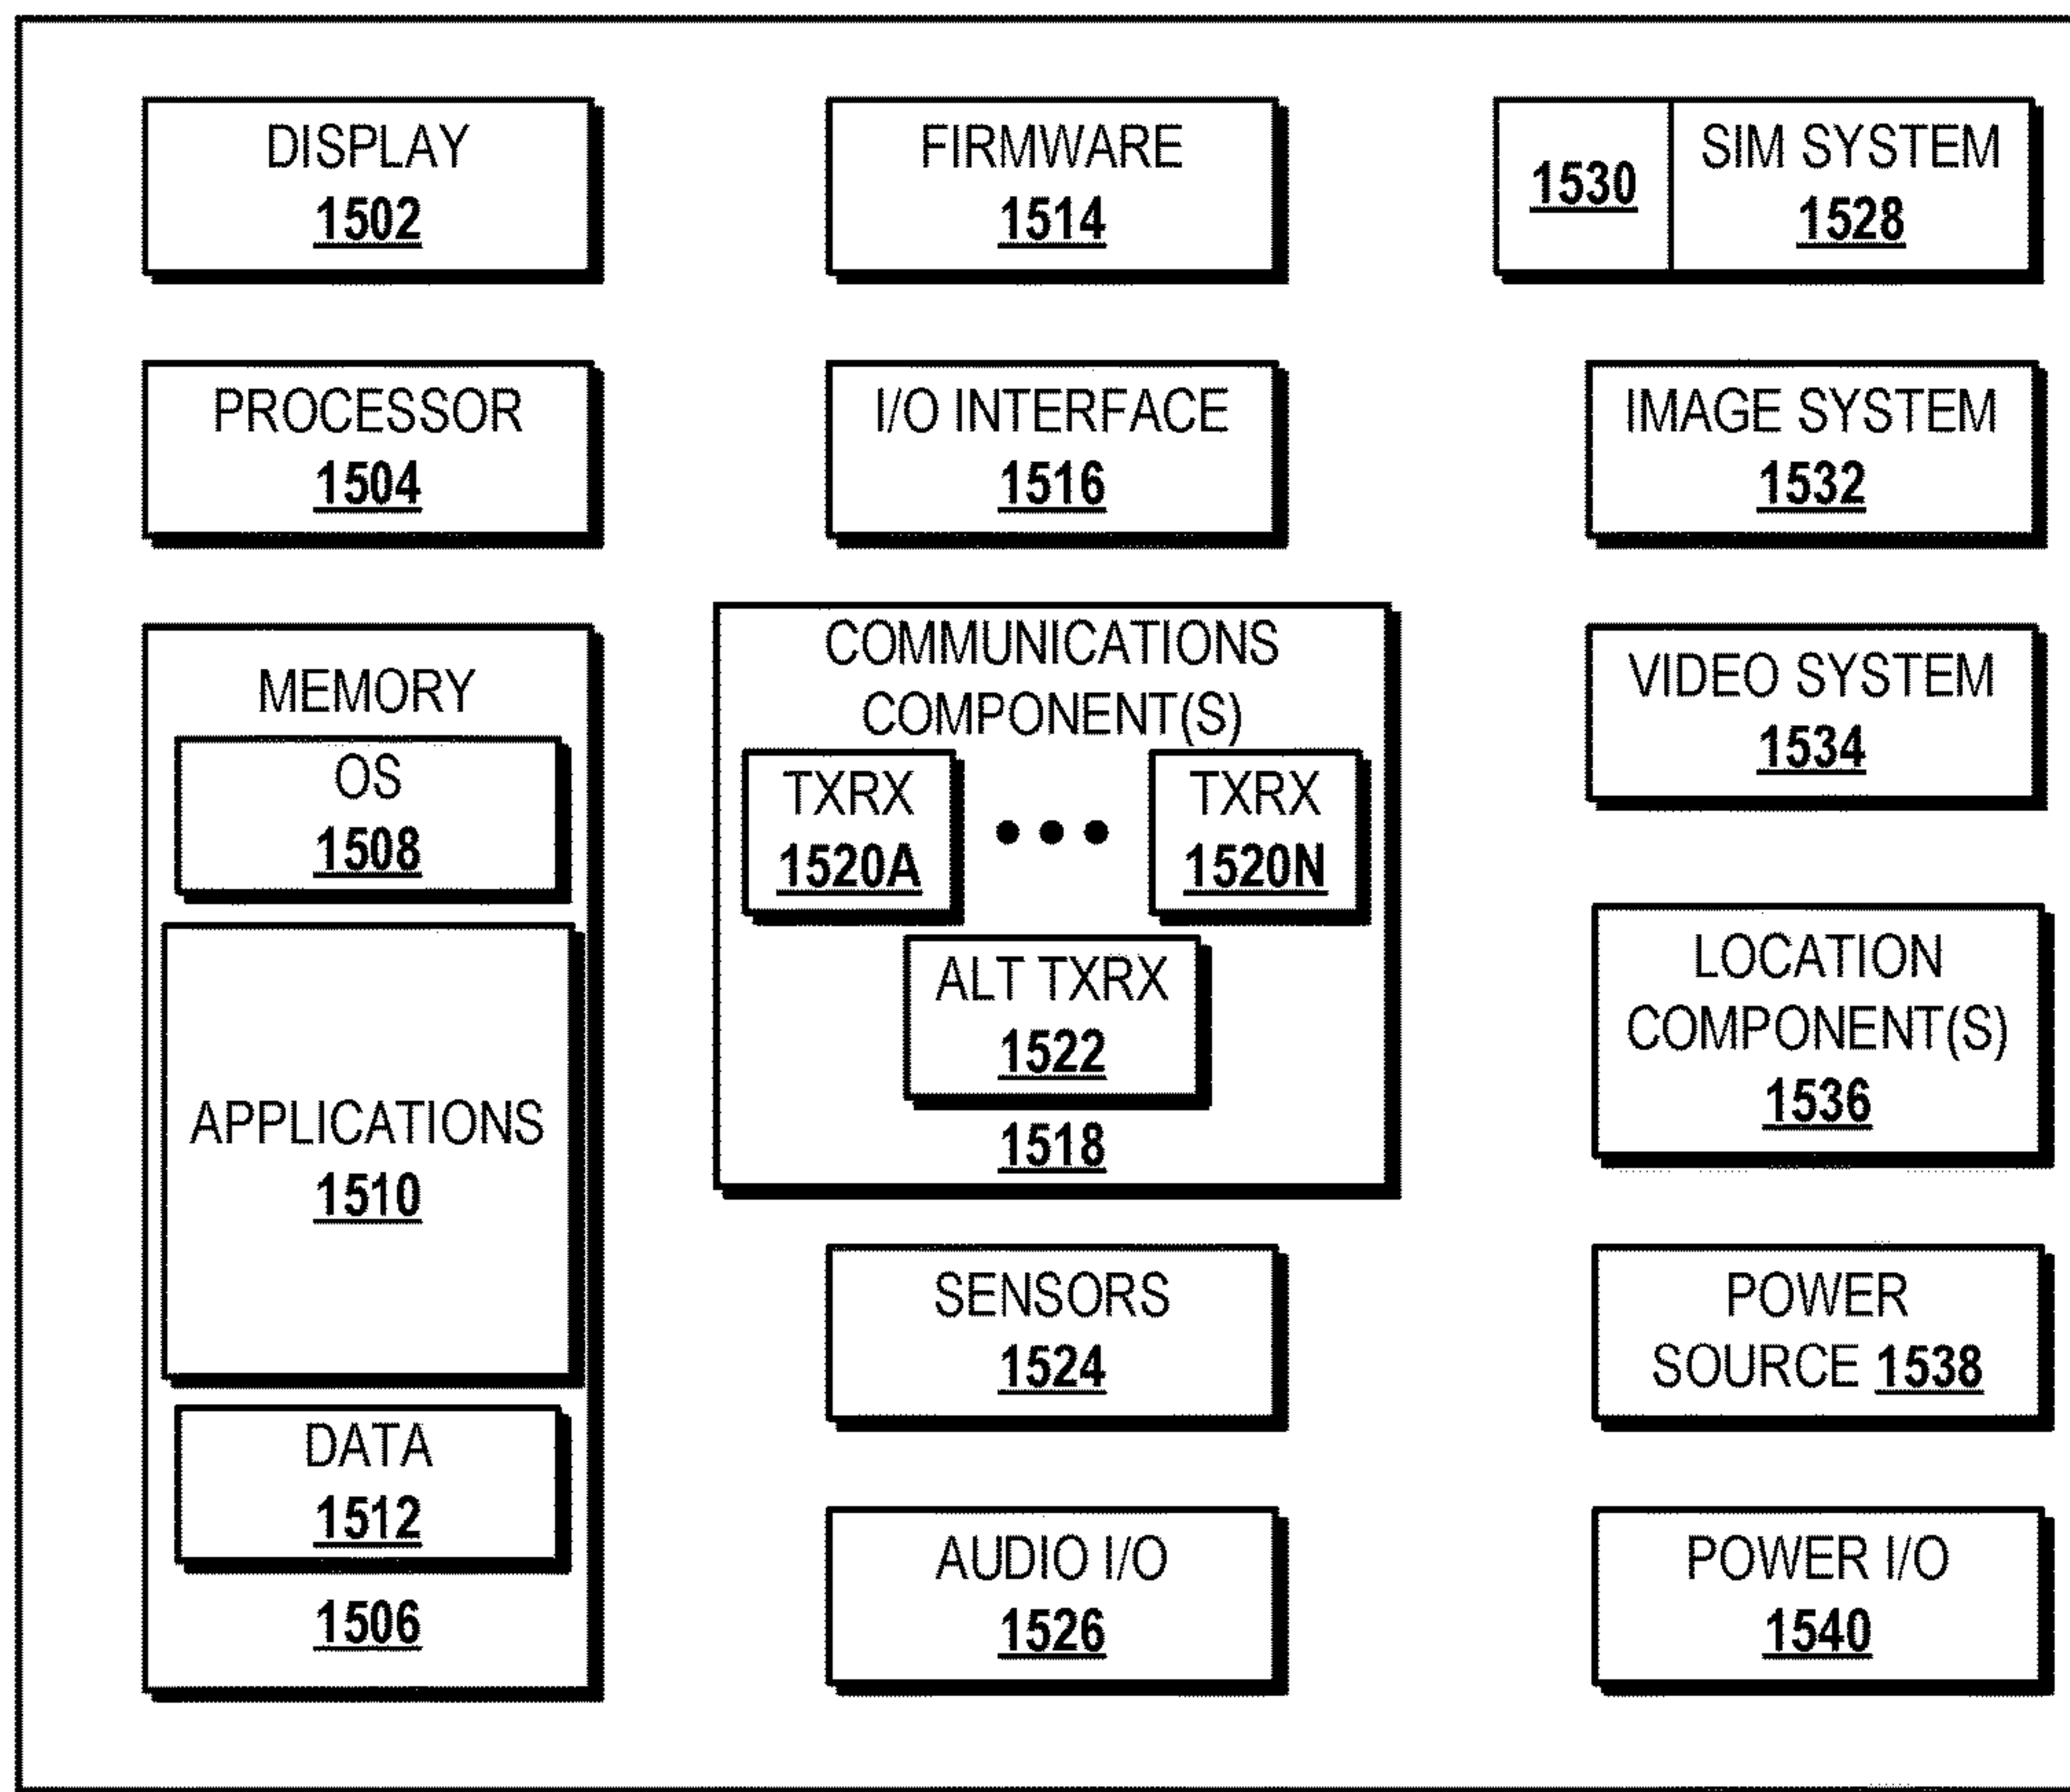 DISPLAY
1502
PROCESSOR
1504
MEMORY
OS
1508
APPLICATIONS
1510
DATA
1512
1506
FIRMWARE
1514
I/O INTERFACE
1516
COMMUNICATIONS
COMPONENT(S)
TXRX
1520A
TXRX
1520N
ALT TXRX
1522
1518
SENSORS
1524
AUDIO I/O
1526
1530
SIM SYSTEM
1528
IMAGE SYSTEM
1532
VIDEO SYSTEM
1534
LOCATION
COMPONENT(S)
1536
POWER
SOURCE 1538
POWER I/O
1540